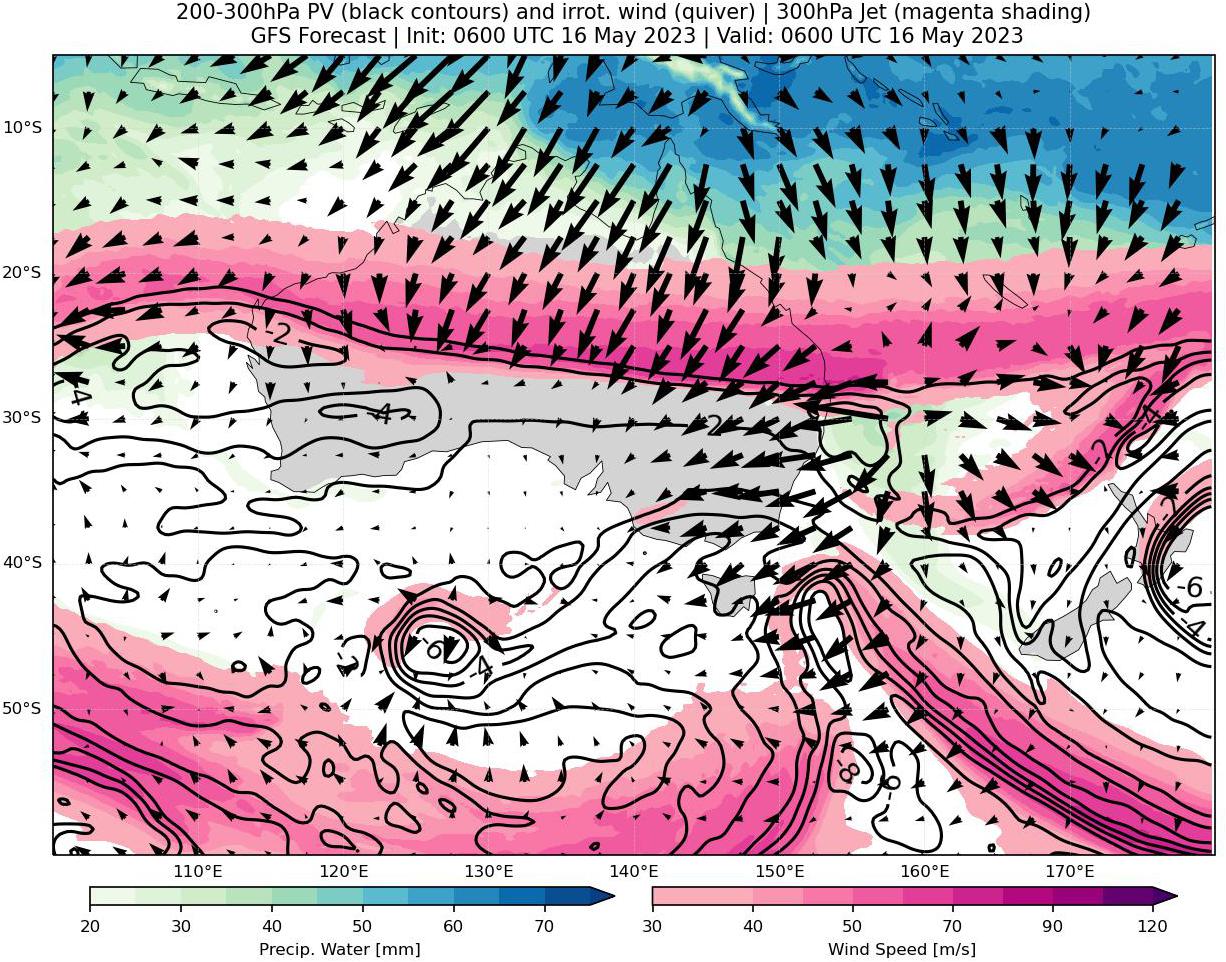 200-300hPa PV (black contours) and irrot. wind (quiver) | 300hPa Jet (magenta shading)
GFS Forecast | Init: 0600 UTC 16 May 2023 | Valid: 0600 UTC 16 May 2023
10°S
20°S
-2
-4
30°S
-4
-2
-4
-2
-2
40°S
-6
-4
-6
-4
-2
50°S
-8
-6
110°E 120°E 130°E 140°E 150°E 160°E 170°E
20 30 40 50 60 70
30 40 50 70 90 120
Precip. Water [mm]
Wind Speed [m/s]